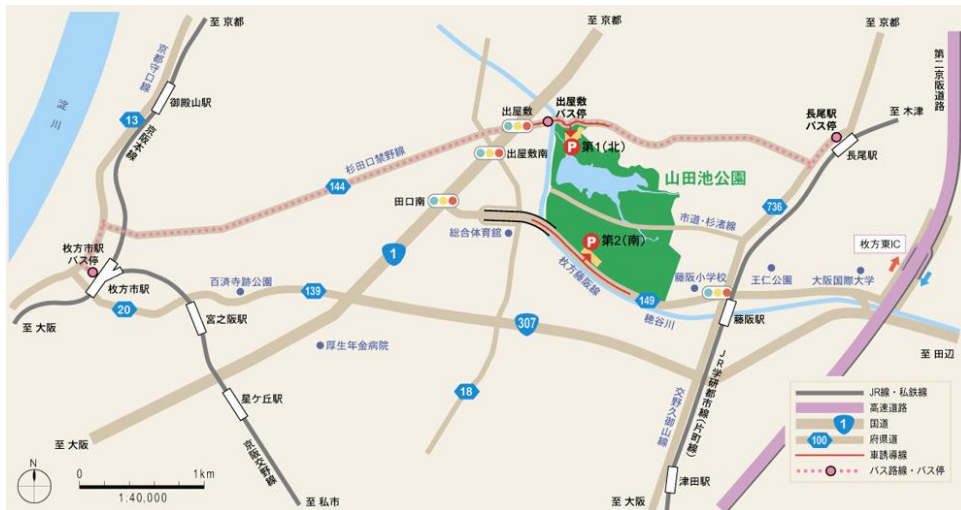 至 京都
至 京都
至 京都
淀川
京都守口線
御殿山駅
13
京阪本線
出屋敷
出屋敷
バス停
出屋敷南
第1(北)
P
山田池公園
長尾駅
バス停
長尾駅
至 木津
第二京阪道路
杉田口禁野線
144
田口南
736
市道・杉渚線
総合体育館
第2(南)
P
枚方東IC
1
枚方市駅
バス停
枚方市駅
百済寺跡公園
139
枚方藤阪線
149
藤阪小学校
王仁公園
大阪国際大学
穂谷川
藤阪駅
20
至 大阪
宮之阪駅
307
厚生年金病院
至 田辺
星ケ丘駅
18
JR学研都市線(片町線)
交野久御山線
至 大阪
京阪交野線
至 私市
津田駅
至 大阪
N
0
1km
1:40,000
JR線・私鉄線
高速道路
1
国道
100
府県道
車誘導線
バス路線・バス停